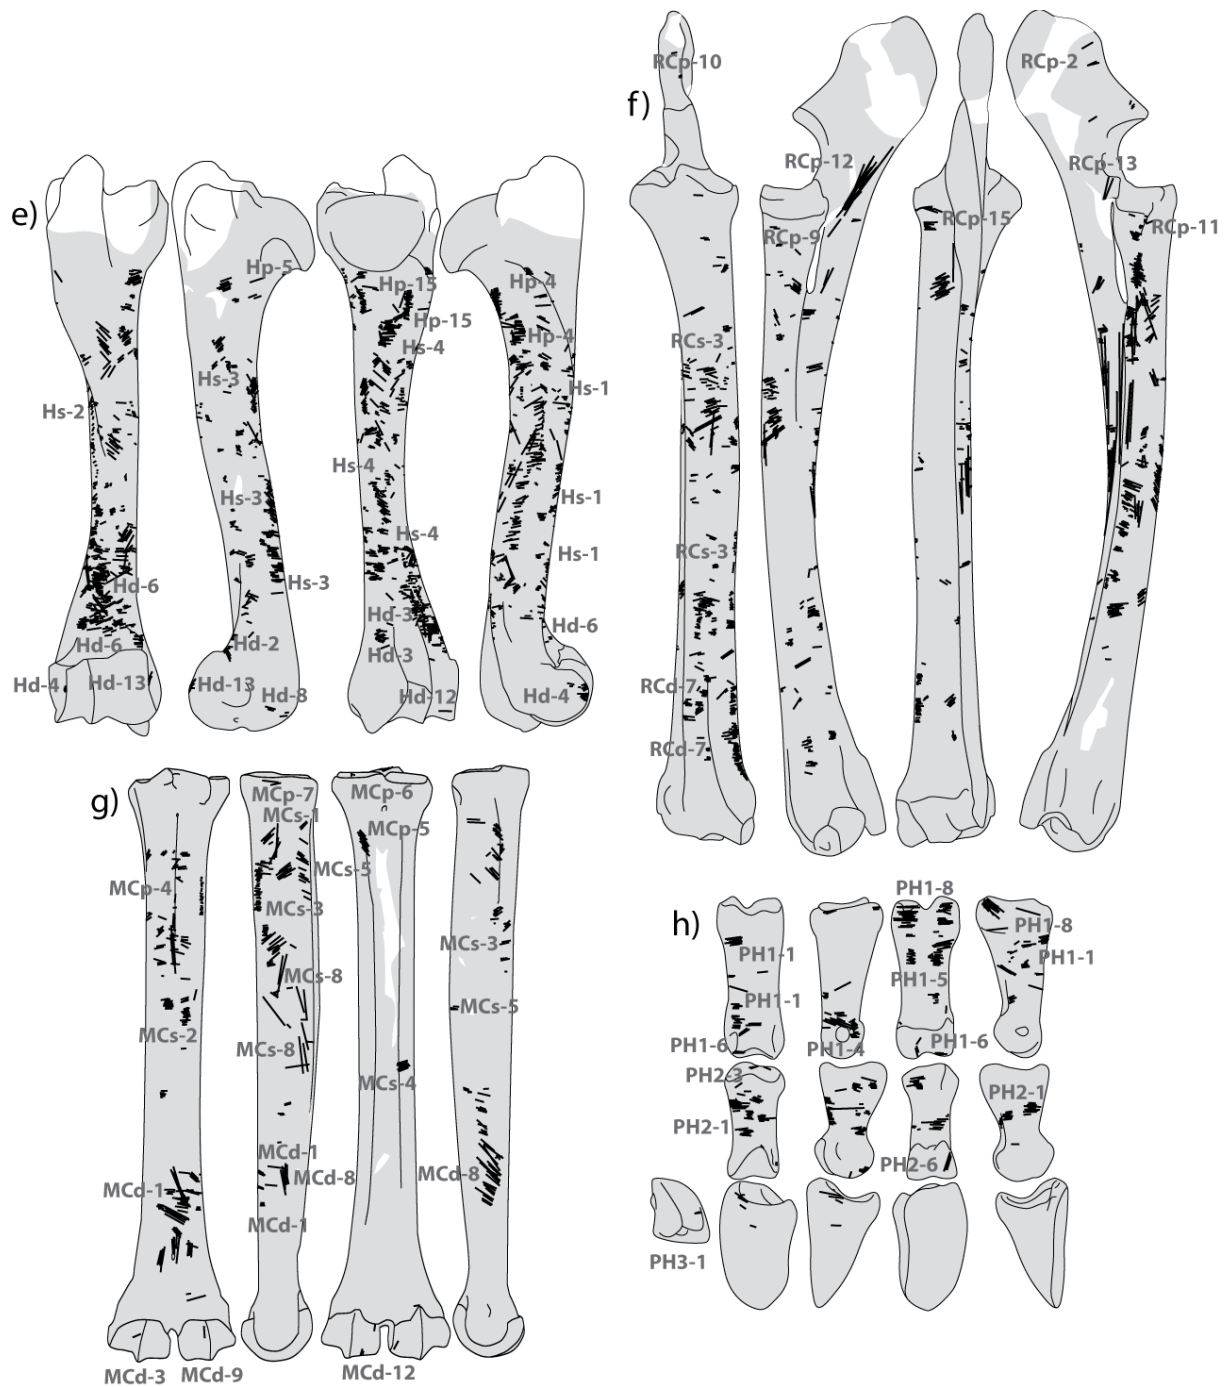 e)
Hp-5
Hp-15
Hp-4
Hp-15
Hp-4
Hs-4
Hs-3
Hs-1
Hs-2
Hs-4
Hs-3
Hs-1
Hs-4
Hs-1
Hs-3
Hd-6
Hd-3
Hd-6
Hd-6
Hd-2
Hd-3
Hd-4
Hd-13
Hd-13
Hd-8
Hd-12
Hd-4
f)
RCp-10
RCp-2
RCp-12
RCp-13
RCp-15
RCp-11
RCp-9
RCs-3
RCs-3
RCd-7
RCd-7
g)
MCp-7
MCp-6
MCs-1
MCp-5
MCs-5
MCp-4
MCs-3
MCs-3
MCs-8
MCs-5
MCs-2
MCs-8
MCs-4
MCd-1
MCd-8
MCd-8
MCd-1
MCd-1
MCd-3
MCd-9
MCd-12
h)
PH1-8
PH1-8
PH1-1
PH1-1
PH1-5
PH1-1
PH1-6
PH1-4
PH1-6
PH2-3
PH2-1
PH2-1
PH2-6
PH3-1